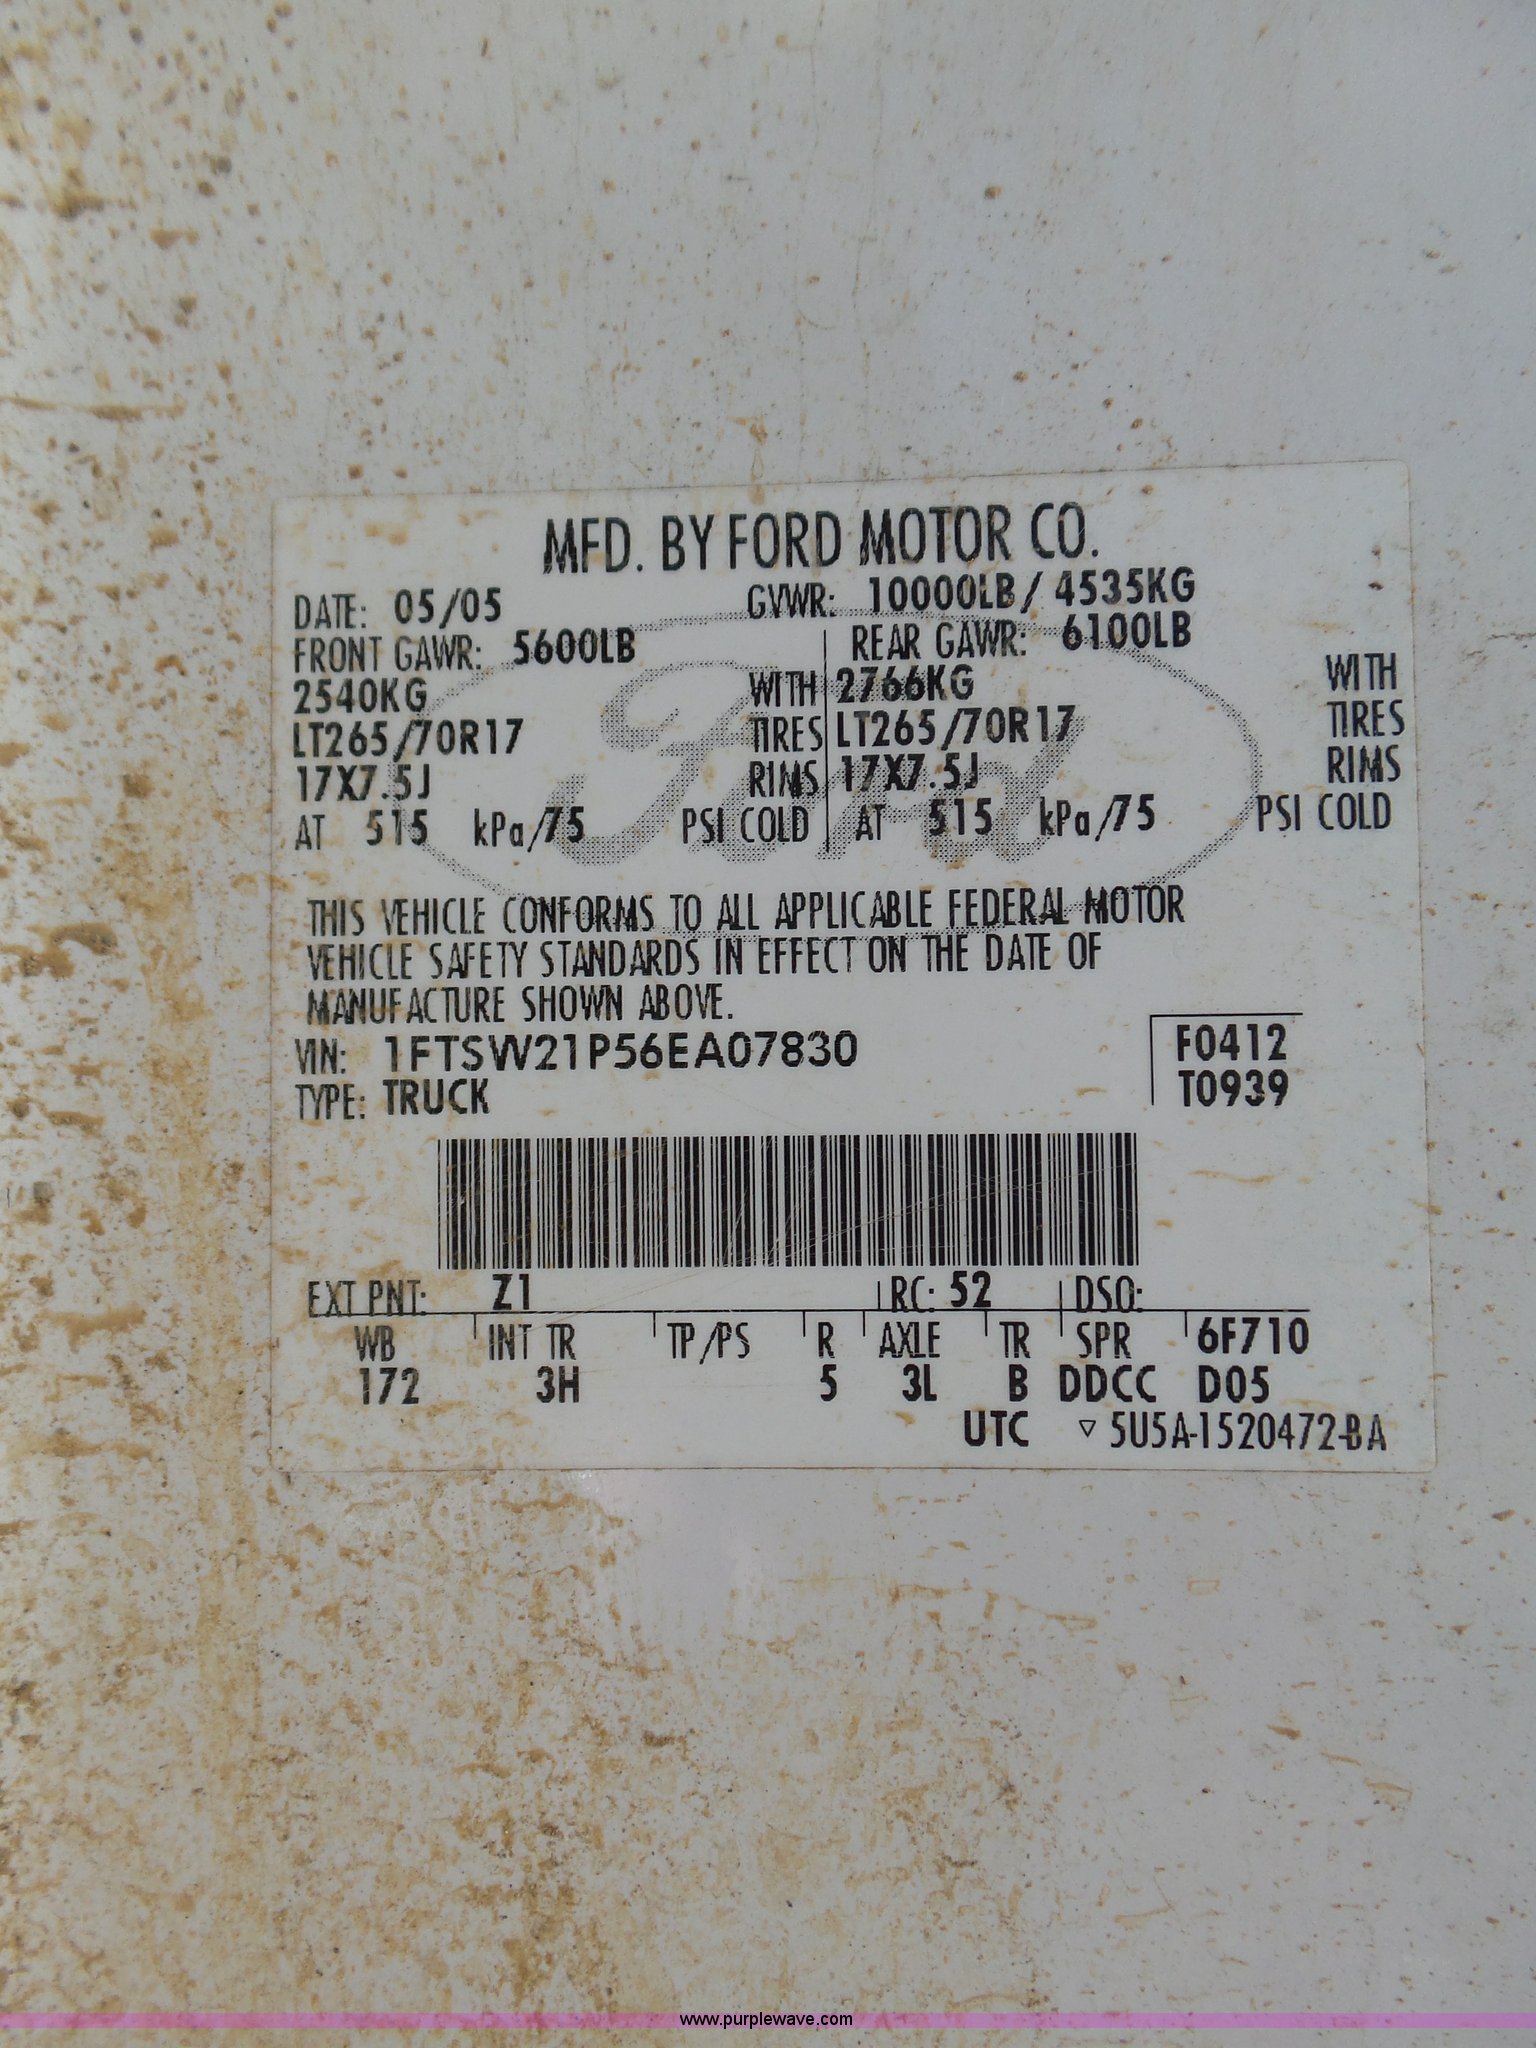 MFD. BY FORD MOTOR CO.
DATE: 05/05 GVWR: 10000LB/ 4535KG
FRONT GAWR: 5600LB REAR GAWR: 6100LB
2540KG WITH 2766KG WITH
LT265/70R17 TIRES LT265/70R17 TIRES
17X7.5J RIMS 17X7.5J RIMS
AT 515 kPa/75 PSI COLD AT 515 kPa/75 PSI COLD
Ford
THIS VEHICLE CONFORMS TO ALL APPLICABLE FEDERAL MOTOR
VEHICLE SAFETY STANDARDS IN EFFECT ON THE DATE OF
MANUFACTURE SHOWN ABOVE.
VIN: 1FTSW21P56EA07830 F0412
TYPE: TRUCK T0939
EXT PNT: Z1 RC: 52 DSO:
WB INT TR TP/PS R AXLE TR SPR 6F710
172 3H 5 3L B DDCC D05
UTC ▽ 5U5A-1520472-BA
www.purplewave.com